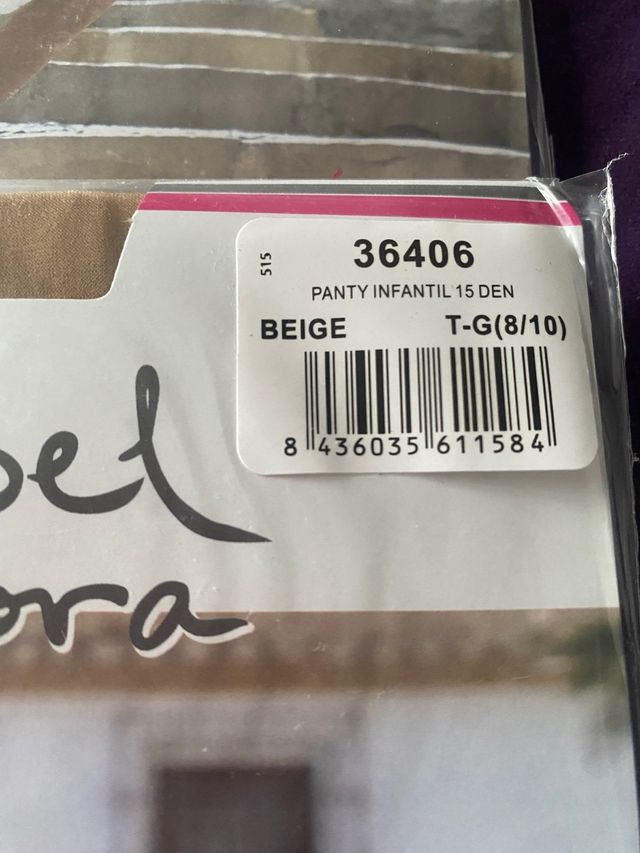 515
36406
PANTY INFANTIL 15 DEN
BEIGE T-G(8/10)
8 436035 611584